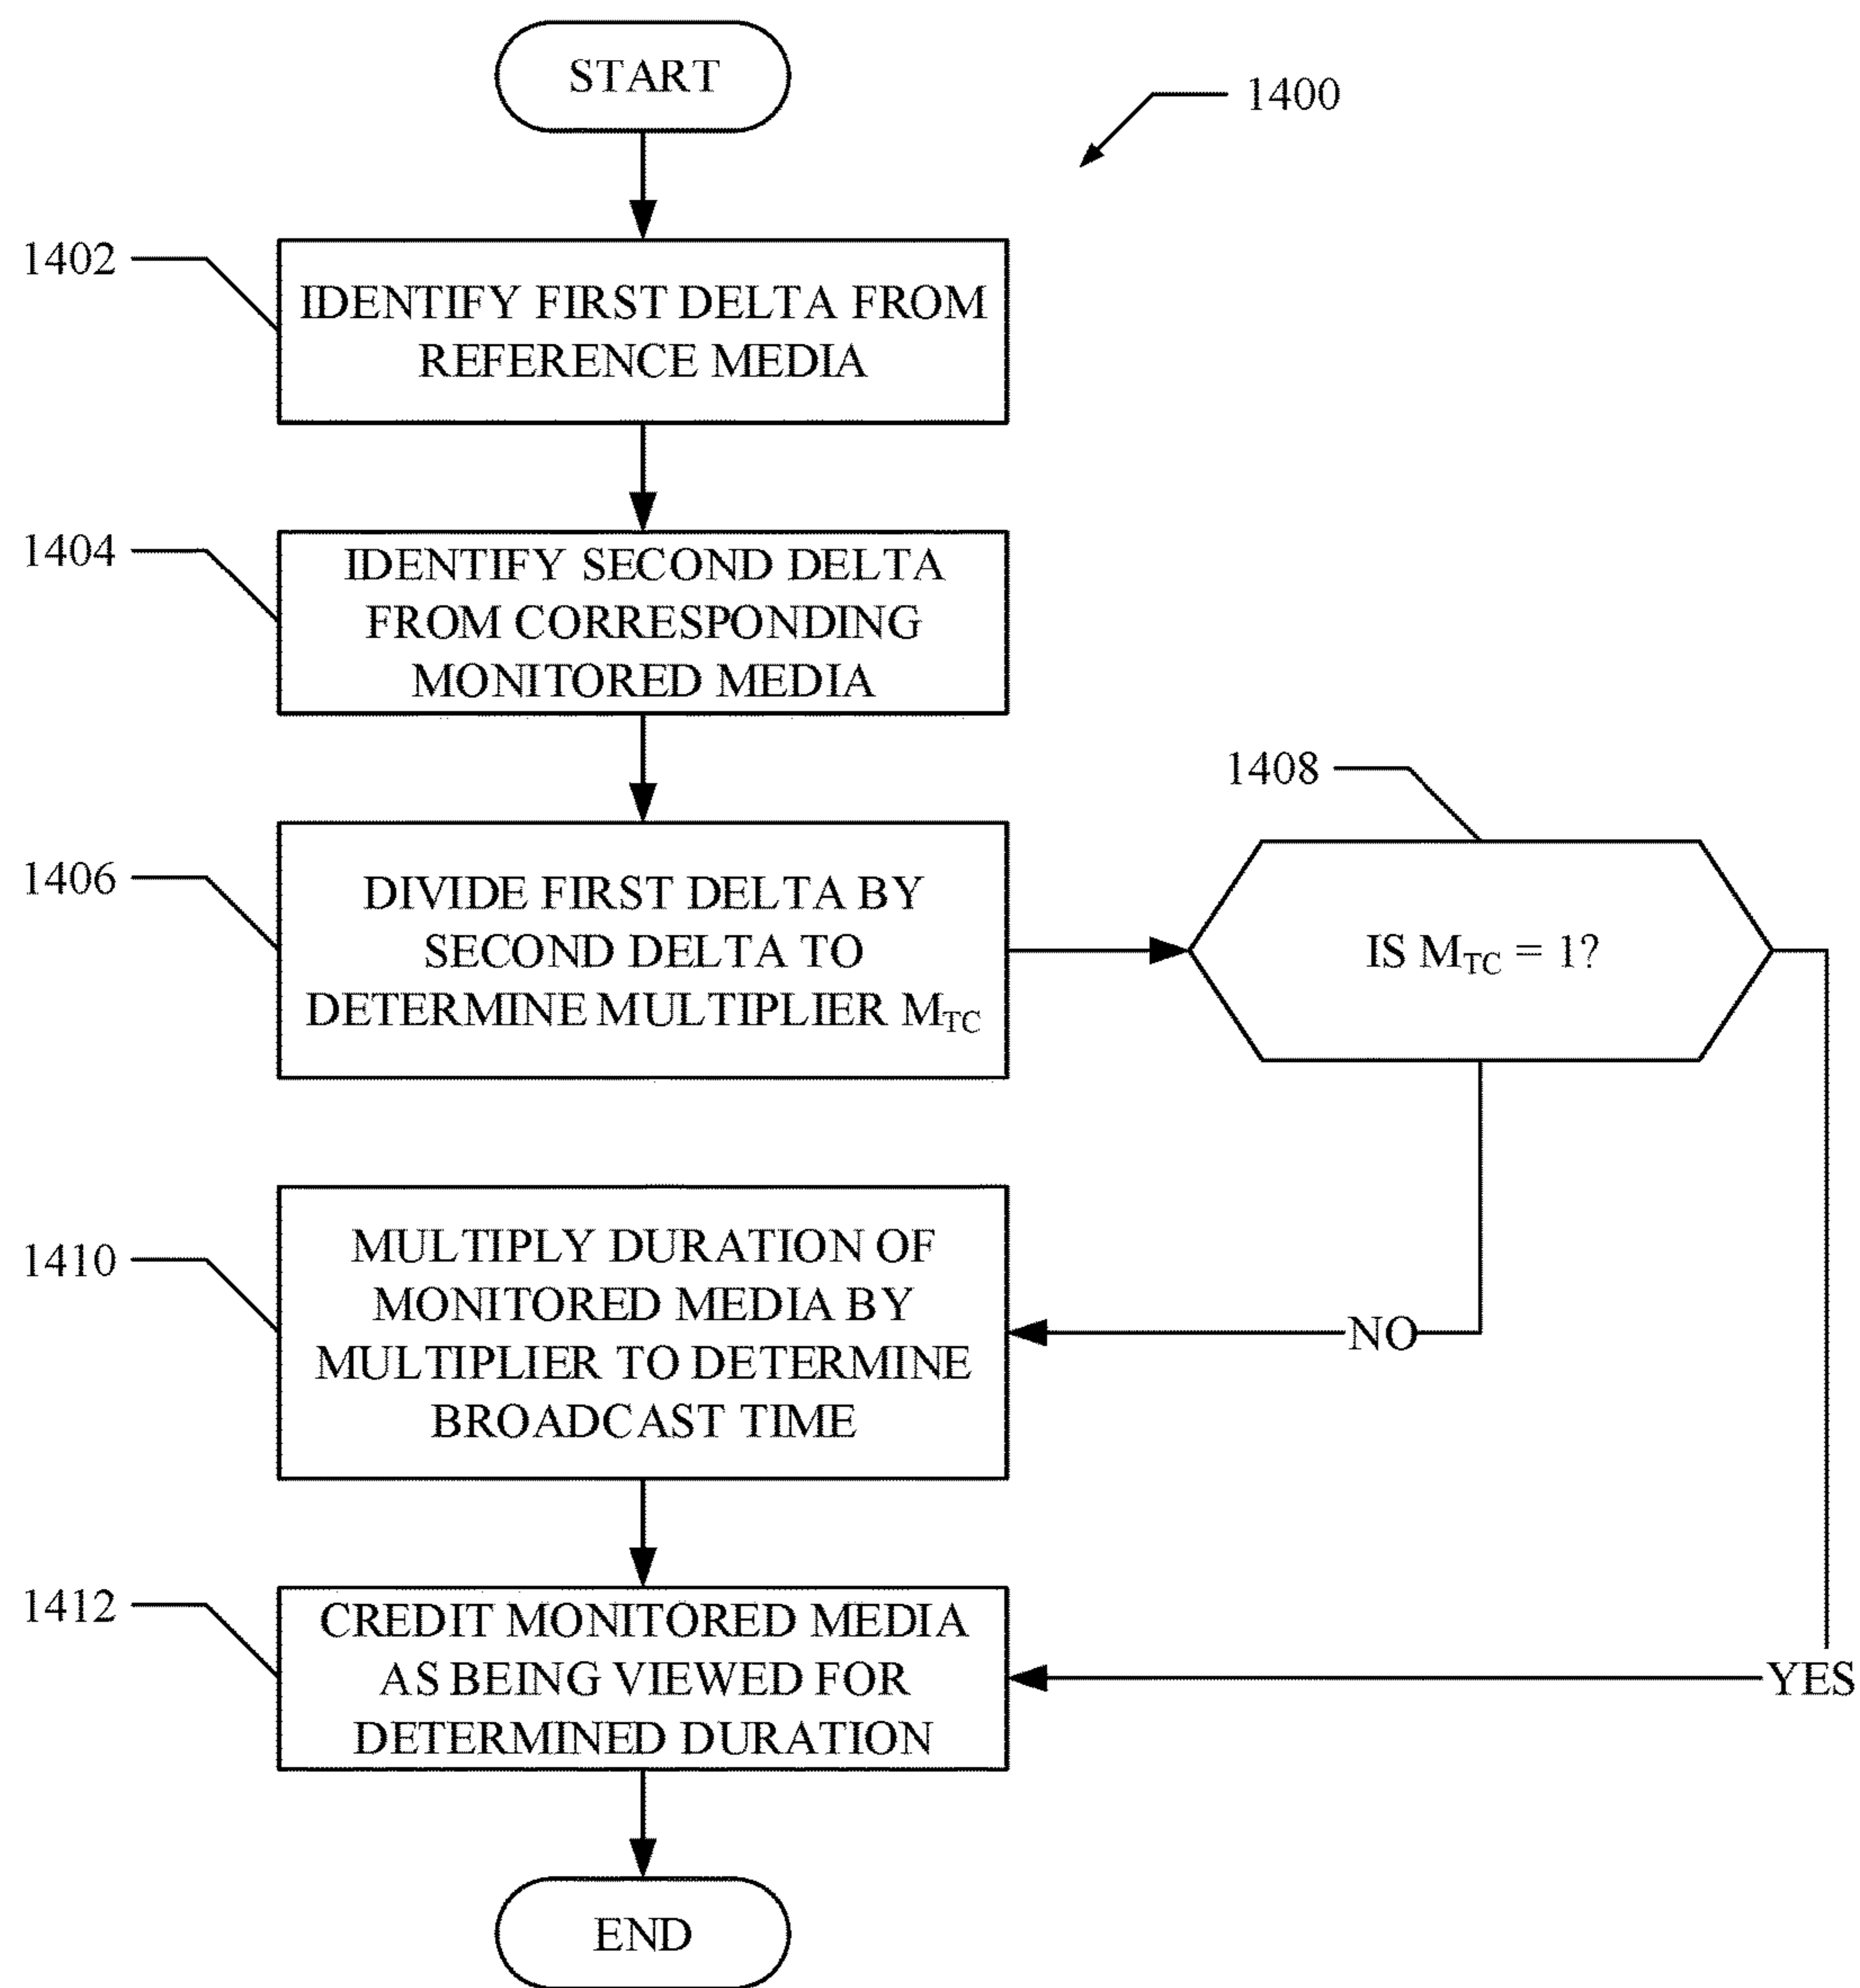 START
1400
1402
IDENTIFY FIRST DELTA FROM
REFERENCE MEDIA
1404
IDENTIFY SECOND DELTA
FROM CORRESPONDING
MONITORED MEDIA
1406
DIVIDE FIRST DELTA BY
SECOND DELTA TO
DETERMINE MULTIPLIER MTC
1408
IS MTC = 1?
1410
MULTIPLY DURATION OF
MONITORED MEDIA BY
MULTIPLIER TO DETERMINE
BROADCAST TIME
NO
1412
CREDIT MONITORED MEDIA
AS BEING VIEWED FOR
DETERMINED DURATION
YES
END